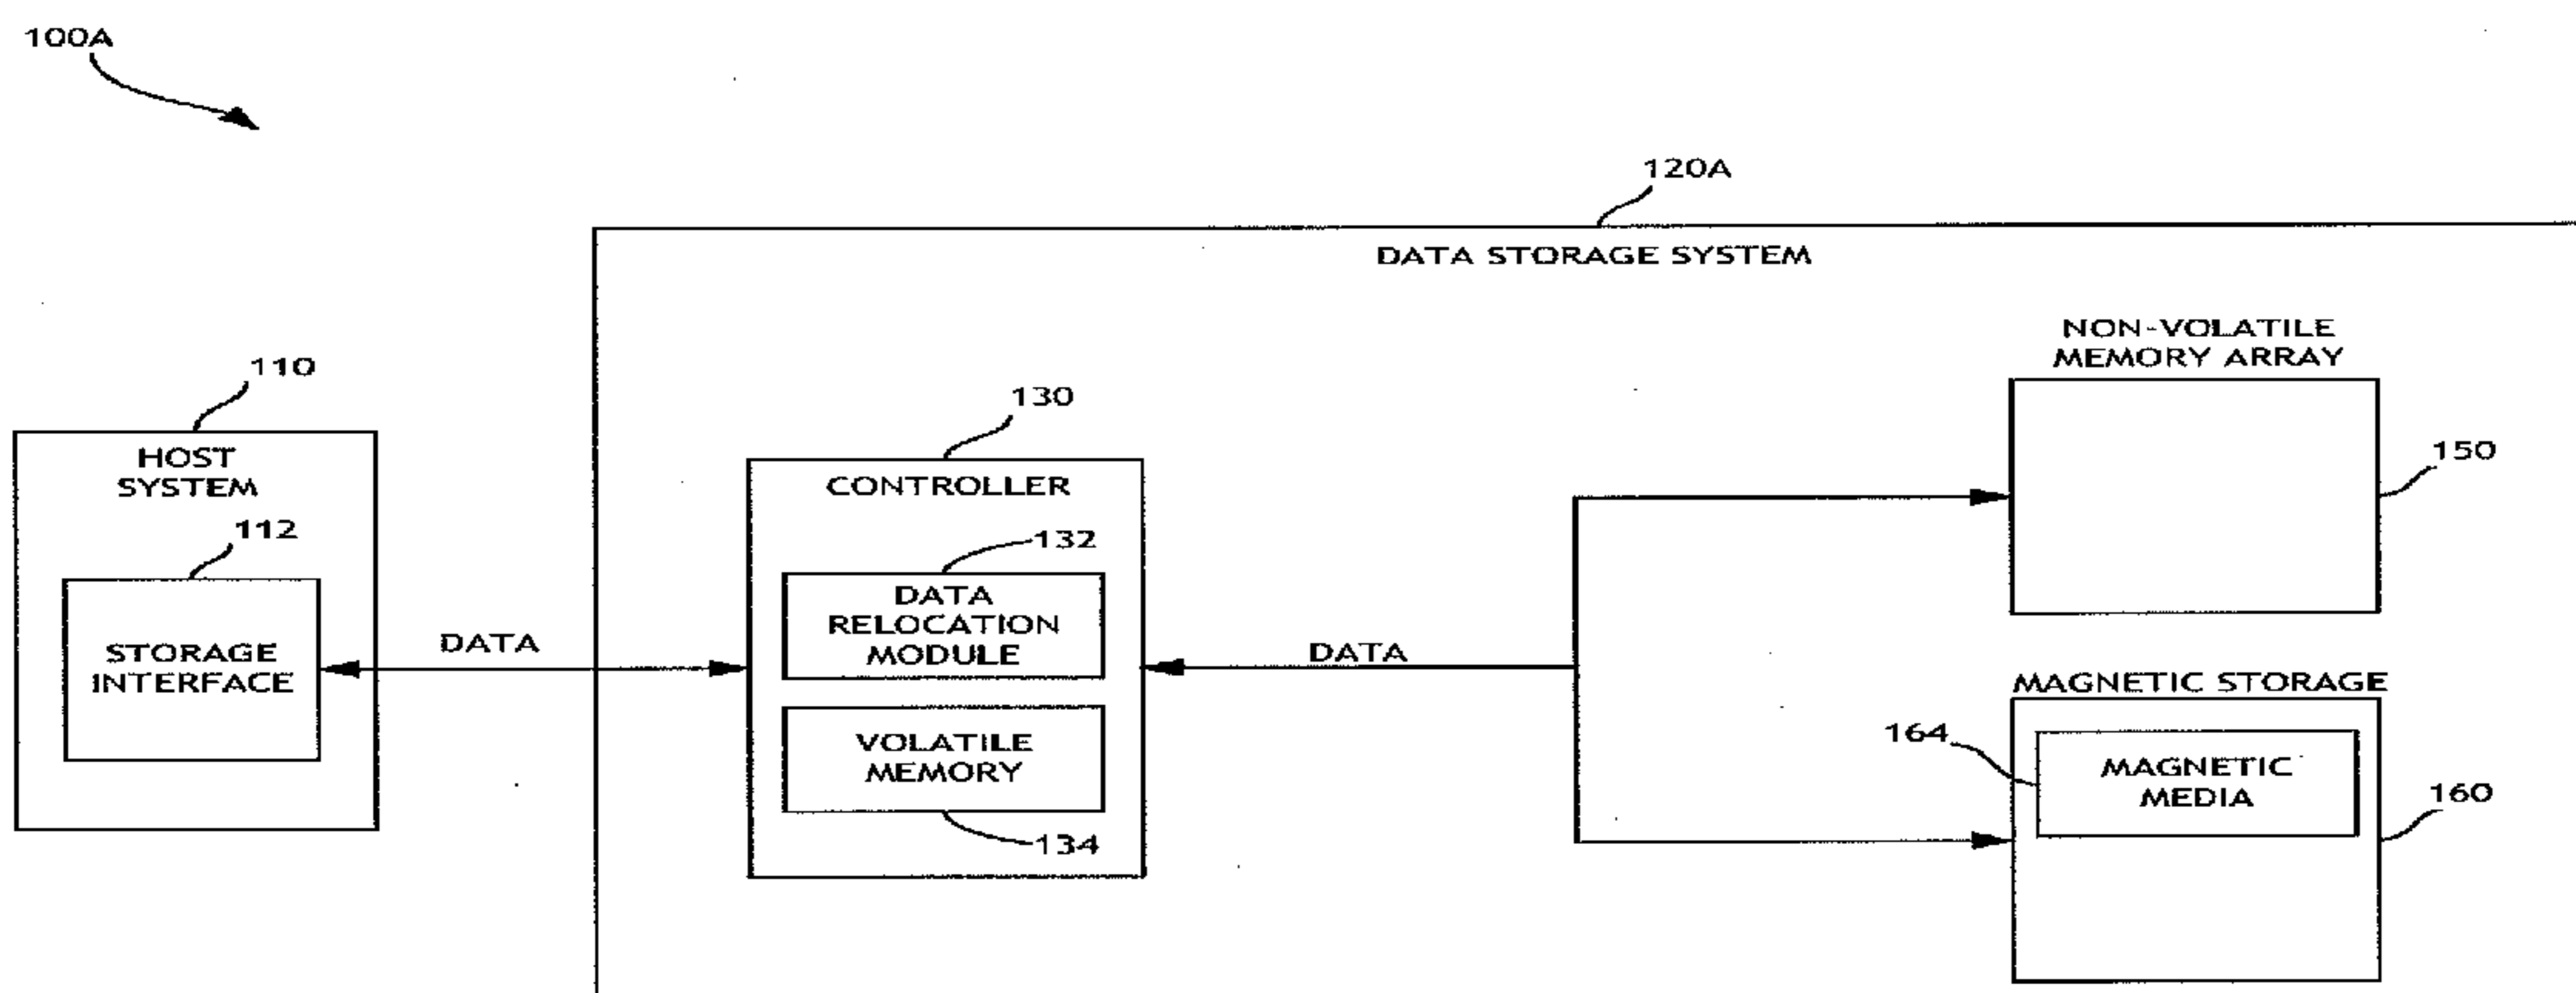 100A
120A
DATA STORAGE SYSTEM
NON-VOLATILE
MEMORY ARRAY
110
130
150
HOST
SYSTEM
CONTROLLER
112
132
STORAGE
INTERFACE
DATA
DATA
RELOCATION
MODULE
DATA
MAGNETIC STORAGE
VOLATILE
MEMORY
134
164
MAGNETIC
MEDIA
160